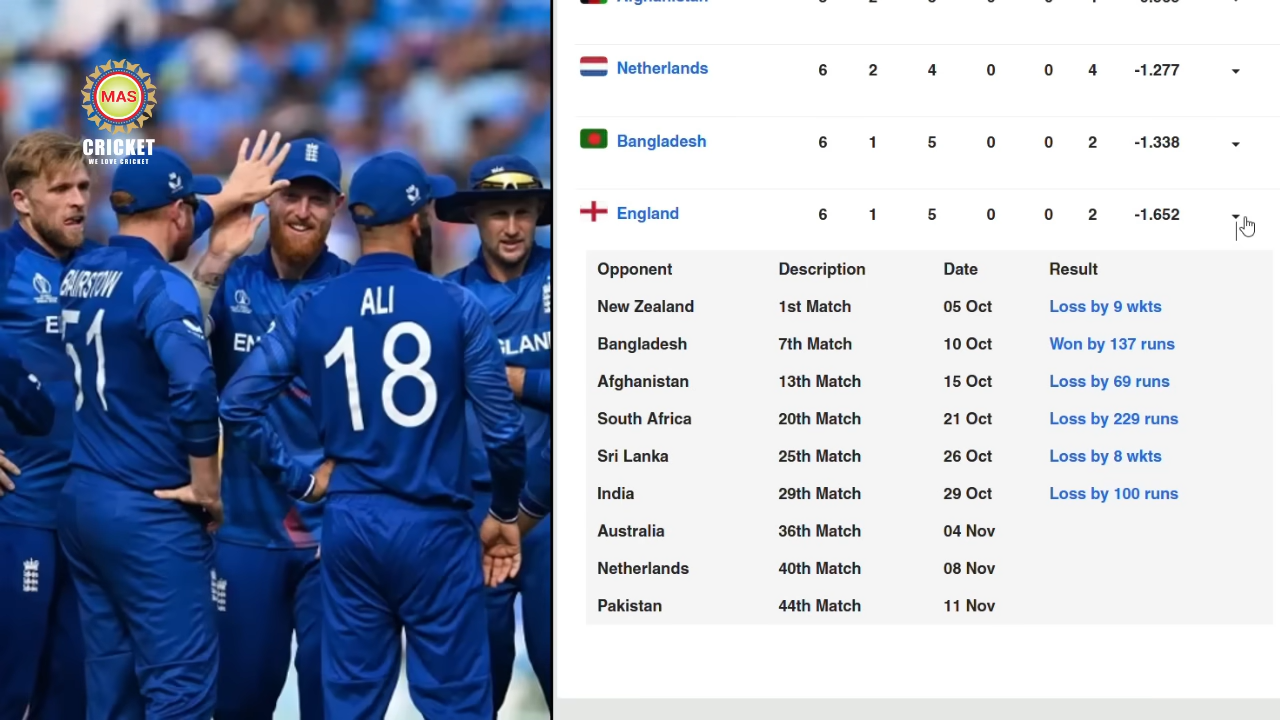 MAS
CRICKET
WE LOVE CRICKET
BAIRSTOW
51
ALI
18
Netherlands 6 2 4 0 0 4 -1.277
Bangladesh 6 1 5 0 0 2 -1.338
England 6 1 5 0 0 2 -1.652
Opponent Description Date Result
New Zealand 1st Match 05 Oct Loss by 9 wkts
Bangladesh 7th Match 10 Oct Won by 137 runs
Afghanistan 13th Match 15 Oct Loss by 69 runs
South Africa 20th Match 21 Oct Loss by 229 runs
Sri Lanka 25th Match 26 Oct Loss by 8 wkts
India 29th Match 29 Oct Loss by 100 runs
Australia 36th Match 04 Nov
Netherlands 40th Match 08 Nov
Pakistan 44th Match 11 Nov